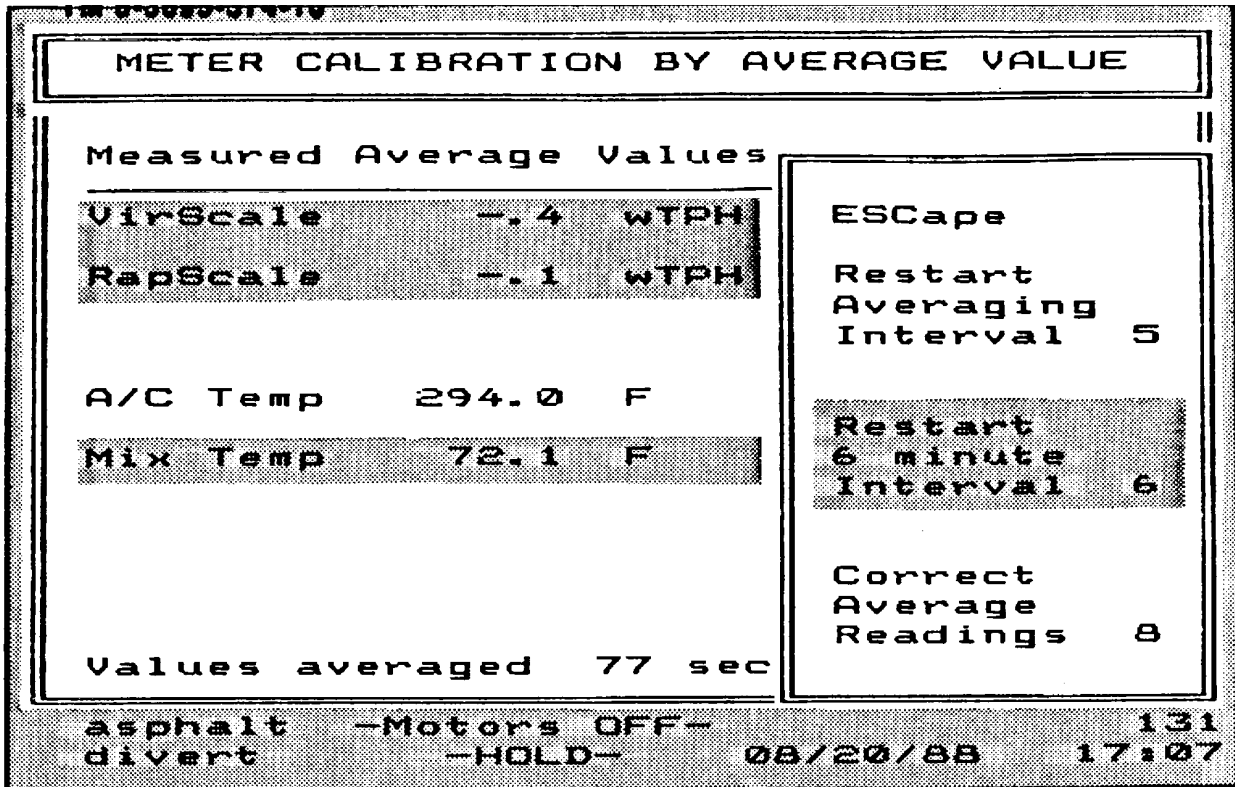 METER CALIBRATION BY AVERAGE VALUE
Measured Average Values
VirScale -.4 wTPH
RapScale -.1 wTPH
A/C Temp 294.0 F
Mix Temp 72.1 F
Values averaged 77 sec
ESCape
Restart
Averaging
Interval 5
Restart
6 minute
Interval 6
Correct
Average
Readings 8
asphalt -Motors OFF- 131
divert -HOLD- 08/20/88 17:07